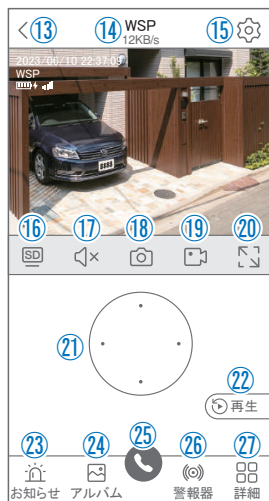 ⑬ ⑭ WSP ⑮
12KB/s
2023/06/10 22:37:09
WSP
⑯ ⑰ ⑱ ⑲ ⑳
SD
㉑
㉒
再生
㉓ ㉔ ㉕ ㉖ ㉗
お知らせ アルバム 警報器 詳細